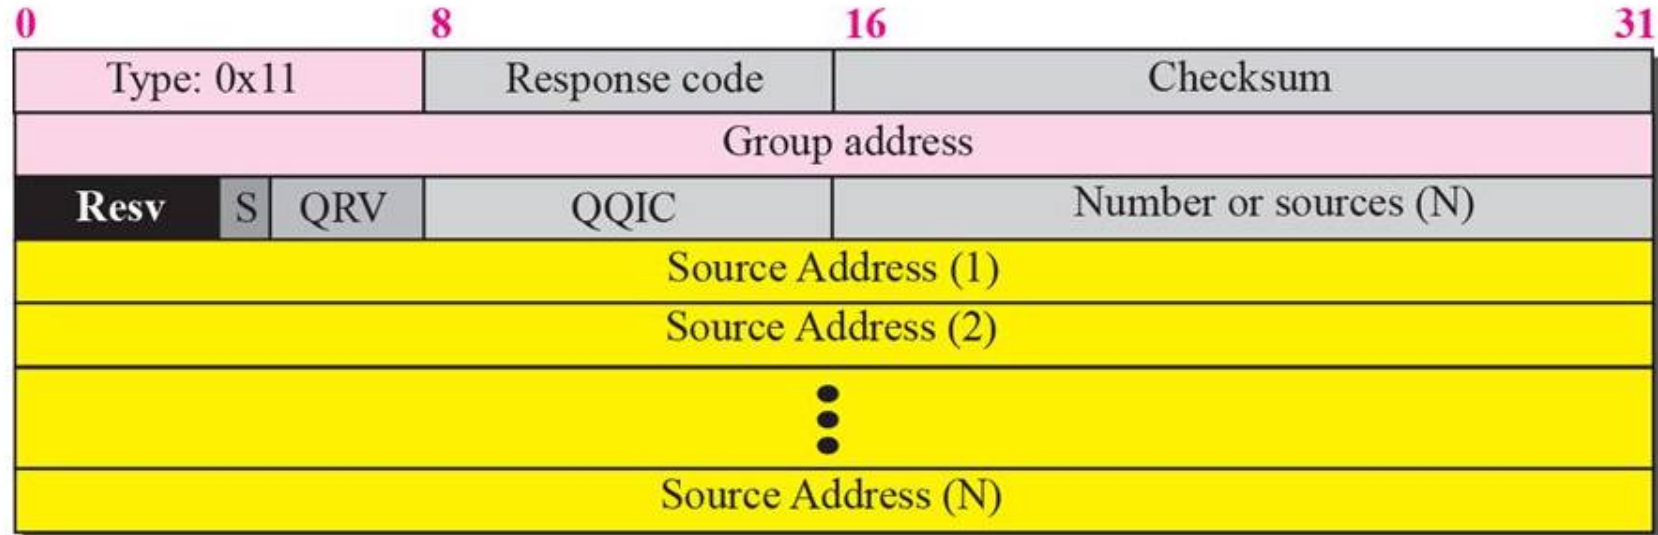 0 8 16 31
Type: 0x11 Response code Checksum
Group address
Resv S QRV QQIC Number or sources (N)
Source Address (1)
Source Address (2)
Source Address (N)